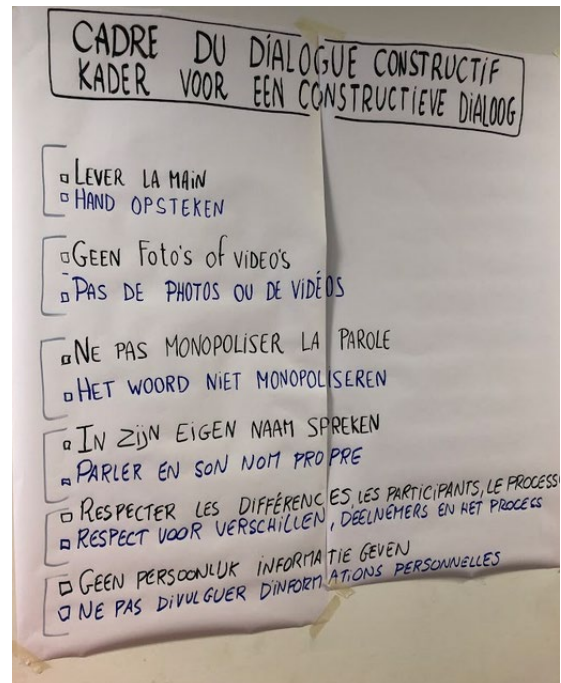 CADRE DU DIALOGUE CONSTRUCTIF
KADER VOOR EEN CONSTRUCTIEVE DIALOOG
LEVER LA MAIN
HAND OPSTEKEN
GEEN FOTO'S OF VIDEO'S
PAS DE PHOTOS OU DE VIDÉOS
NE PAS MONOPOLISER LA PAROLE
HET WOORD NIET MONOPOLISEREN
IN ZIJN EIGEN NAAM SPREKEN
PARLER EN SON NOM PROPRE
RESPECTER LES DIFFÉRENCES, LES PARTICIPANTS, LE PROCESS
RESPECT VOOR VERSCHILLEN, DEELNEMERS EN HET PROCESS
GEEN PERSOONLIJK INFORMATIE GEVEN
NE PAS DIVULGUER D'INFORMATIONS PERSONNELLES